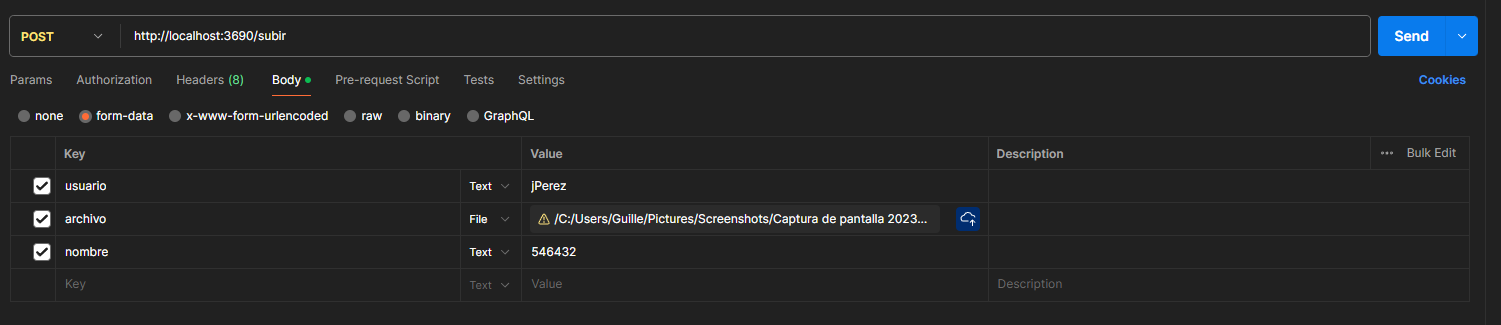 POST http://localhost:3690/subir Send
Params Authorization Headers (8) Body Pre-request Script Tests Settings Cookies
none form-data x-www-form-urlencoded raw binary GraphQL
Key Value Description ••• Bulk Edit
usuario Text jPerez
archivo File /C:/Users/Guille/Pictures/Screenshots/Captura de pantalla 2023...
nombre Text 546432
Key Text Value Description